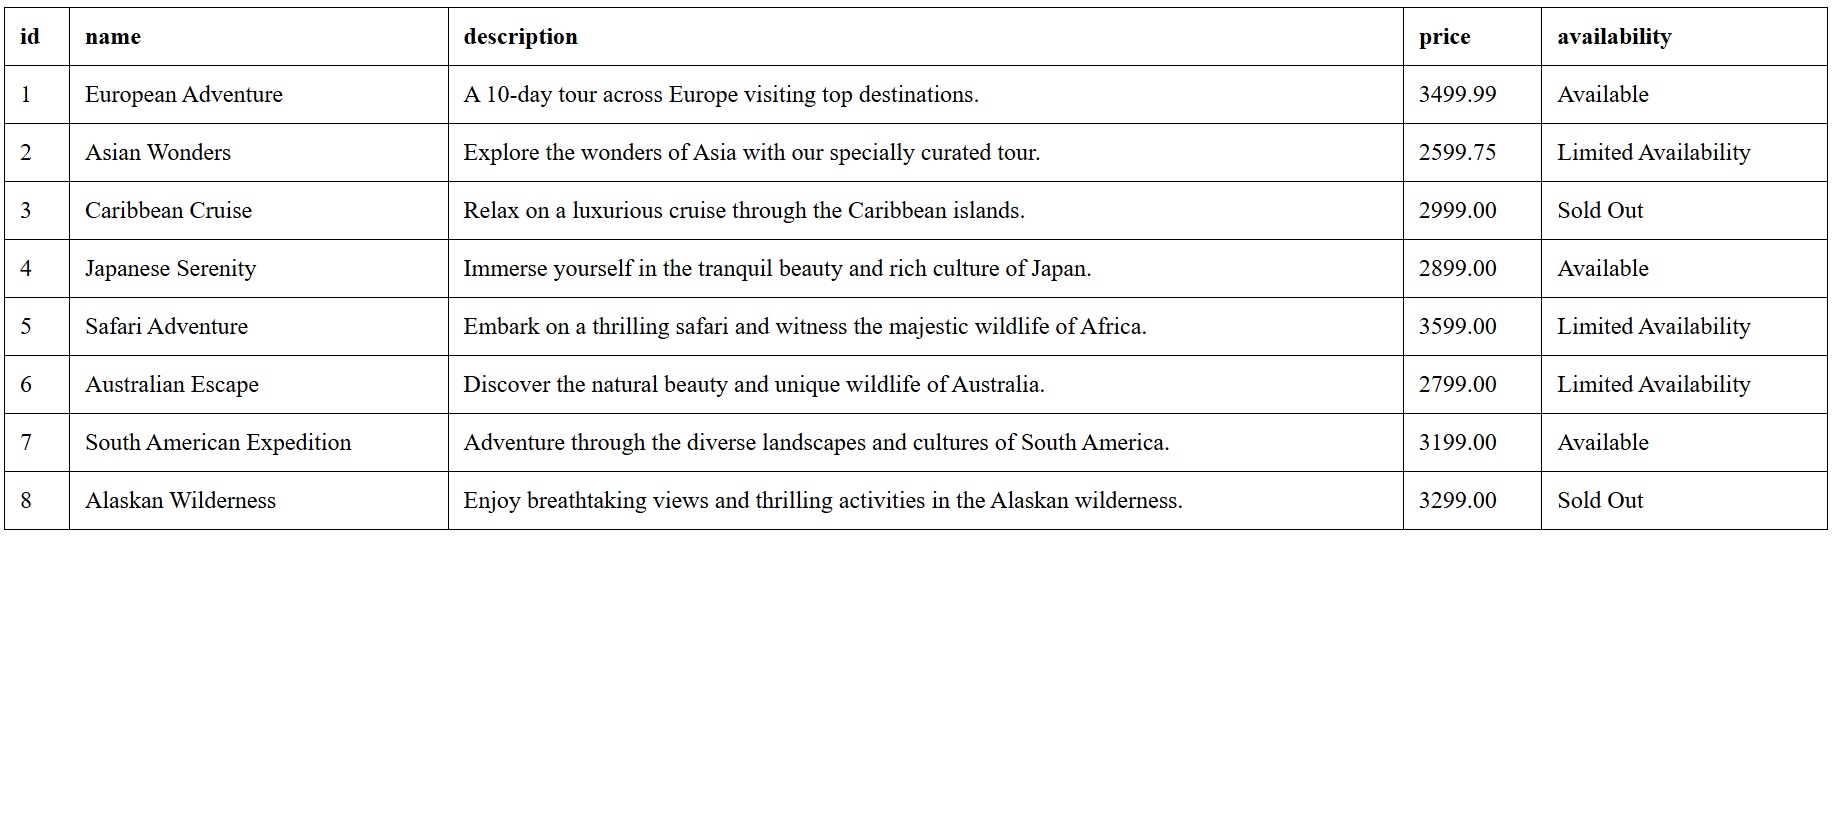 id name description price availability
1 European Adventure A 10-day tour across Europe visiting top destinations. 3499.99 Available
2 Asian Wonders Explore the wonders of Asia with our specially curated tour. 2599.75 Limited Availability
3 Caribbean Cruise Relax on a luxurious cruise through the Caribbean islands. 2999.00 Sold Out
4 Japanese Serenity Immerse yourself in the tranquil beauty and rich culture of Japan. 2899.00 Available
5 Safari Adventure Embark on a thrilling safari and witness the majestic wildlife of Africa. 3599.00 Limited Availability
6 Australian Escape Discover the natural beauty and unique wildlife of Australia. 2799.00 Limited Availability
7 South American Expedition Adventure through the diverse landscapes and cultures of South America. 3199.00 Available
8 Alaskan Wilderness Enjoy breathtaking views and thrilling activities in the Alaskan wilderness. 3299.00 Sold Out